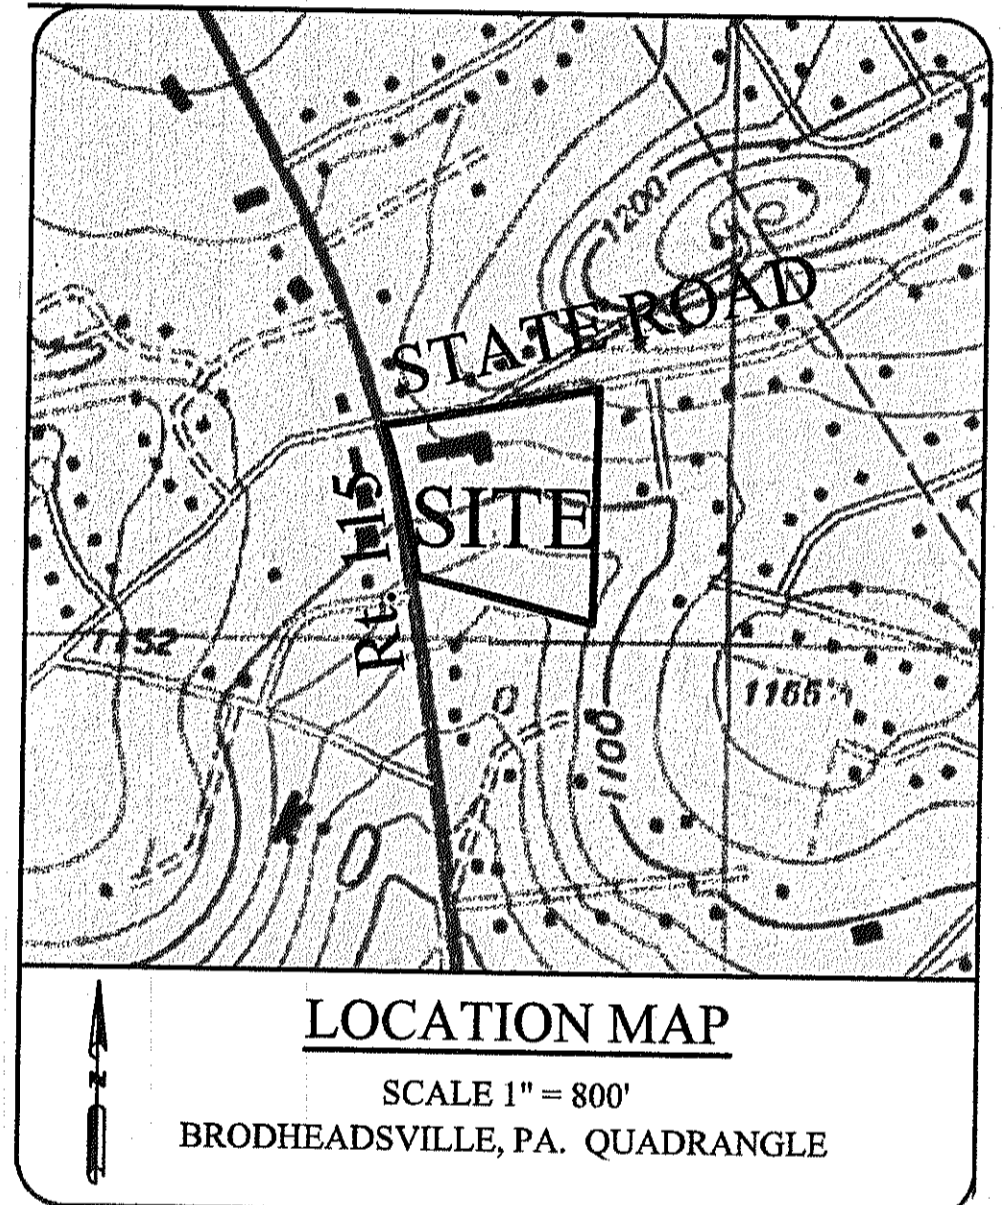 1200
STATE ROAD
Rt. 115
SITE
1152
1165
1100
N
LOCATION MAP
SCALE 1" = 800'
BRODHEADSVILLE, PA. QUADRANGLE